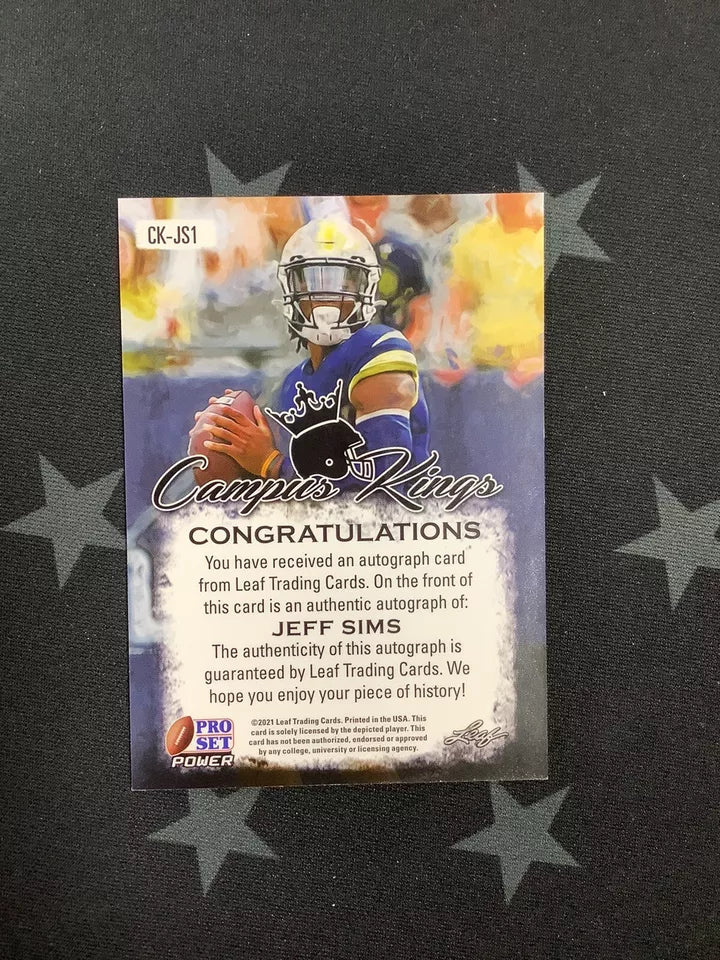 CK-JS1
Campus Kings
CONGRATULATIONS
You have received an autograph card
from Leaf Trading Cards. On the front of
this card is an authentic autograph of:
JEFF SIMS
The authenticity of this autograph is
guaranteed by Leaf Trading Cards. We
hope you enjoy your piece of history!
©2021 Leaf Trading Cards. Printed in the USA. This
card is solely licensed by the depicted player. This
card has not been authorized, endorsed or approved
by any college, university or licensing agency.
PRO
SET
POWER
Leaf